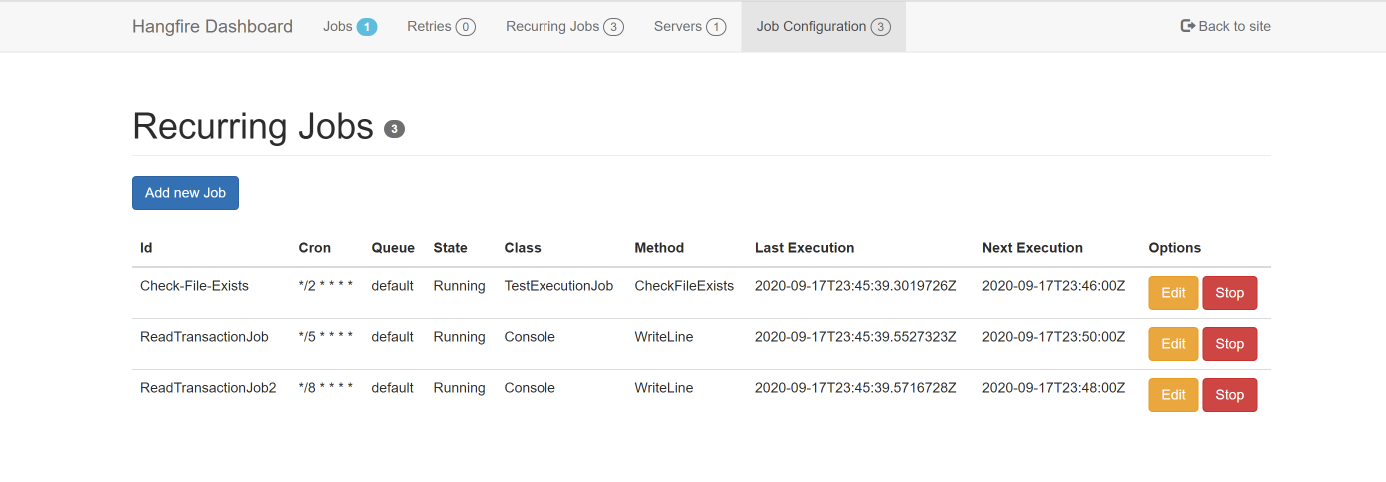 Hangfire Dashboard Jobs 1 Retries 0 Recurring Jobs 3 Servers 1 Job Configuration 3 Back to site
Recurring Jobs 3
Add new Job
Id Cron Queue State Class Method Last Execution Next Execution Options
Check-File-Exists */2 * * * * default Running TestExecutionJob CheckFileExists 2020-09-17T23:45:39.3019726Z 2020-09-17T23:46:00Z Edit Stop
ReadTransactionJob */5 * * * * default Running Console WriteLine 2020-09-17T23:45:39.5527323Z 2020-09-17T23:50:00Z Edit Stop
ReadTransactionJob2 */8 * * * * default Running Console WriteLine 2020-09-17T23:45:39.5716728Z 2020-09-17T23:48:00Z Edit Stop